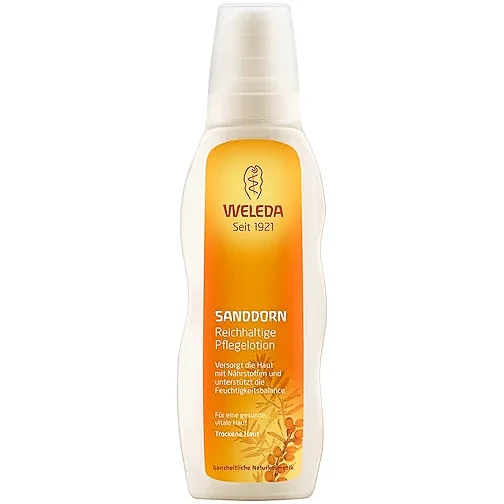 WELEDA
Seit 1921
SANDDORN
Reichhaltige
Pflegelotion
Versorgt die Haut
mit Nährstoffen und
unterstützt die
Feuchtigkeitsbalance
Für eine gesunde,
vitale Haut
Trockene Haut
Ganzheitliche Naturkosmetik